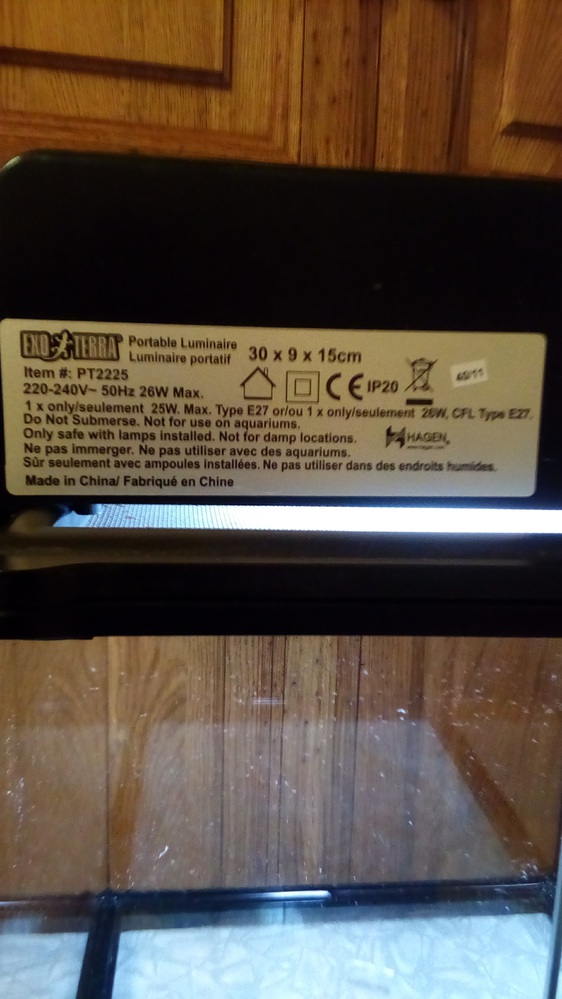 EXO TERRA®
Portable Luminaire
Luminaire portatif
30 x 9 x 15cm
Item #: PT2225
220-240V~ 50Hz 26W Max.
CE IP20
1 x only/seulement 25W. Max. Type E27 or/ou 1 x only/seulement 26W, CFL Type E27.
Do Not Submerse. Not for use on aquariums.
Only safe with lamps installed. Not for damp locations.
HAGEN®
www.hagen.com
Ne pas immerger. Ne pas utiliser avec des aquariums.
Sûr seulement avec ampoules installées. Ne pas utiliser dans des endroits humides.
Made in China/ Fabriqué en Chine